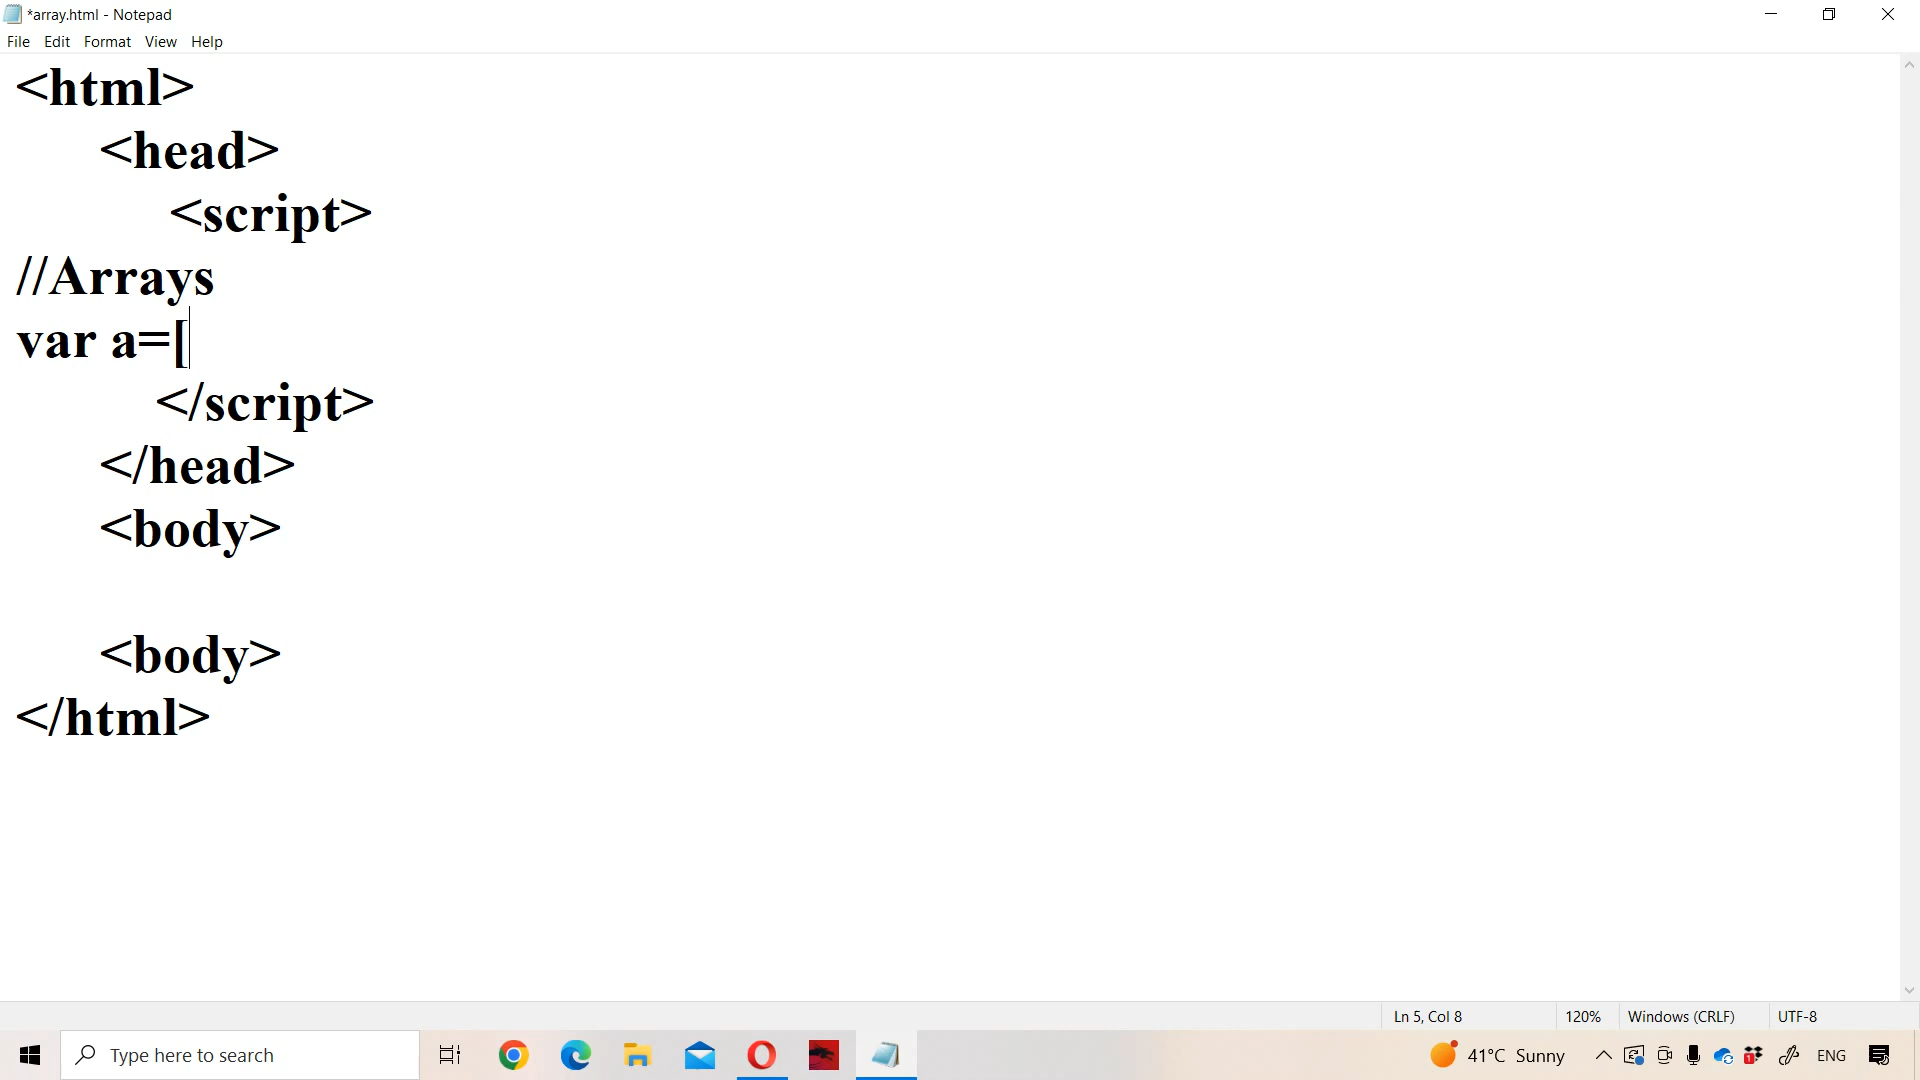 *array.html - Notepad
File Edit Format View Help
<html>
<head>
<script>
//Arrays
var a=[
</script>
</head>
<body>
<body>
</html>
Ln 5, Col 8 120% Windows (CRLF) UTF-8
Type here to search 41°C Sunny 1 ENG